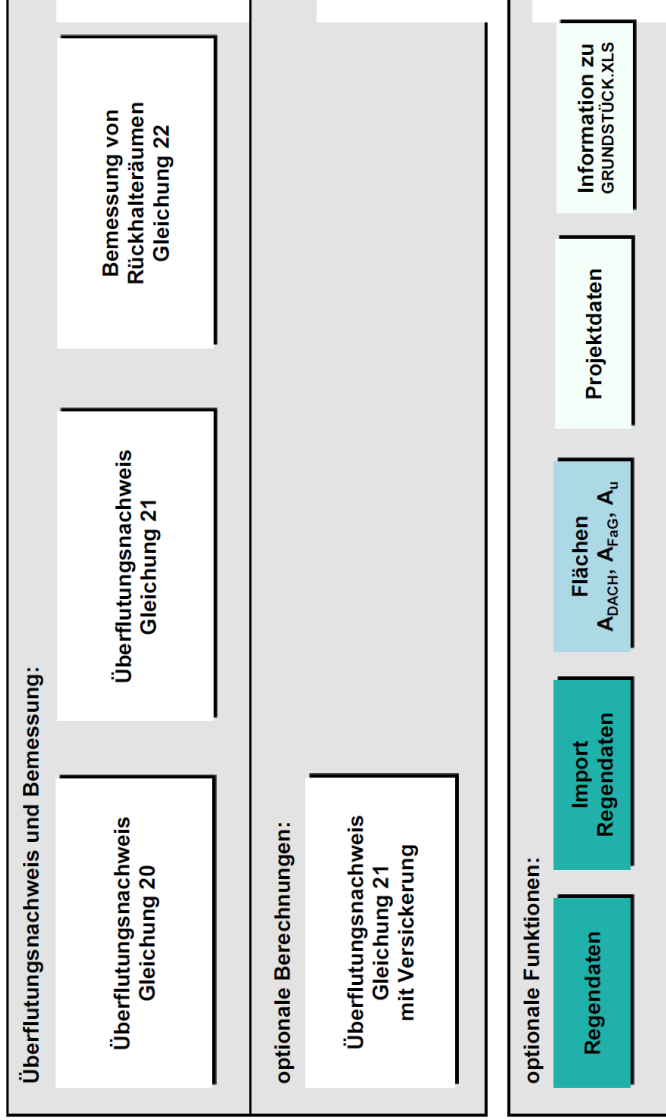 Überflutungsnachweis und Bemessung:
Überflutungsnachweis
Gleichung 20
Überflutungsnachweis
Gleichung 21
Bemessung von
Rückhalteräumen
Gleichung 22
optionale Berechnungen:
Überflutungsnachweis
Gleichung 21
mit Versickerung
optionale Funktionen:
Regendaten
Import
Regendaten
Flächen
A_DACH, A_FaG, A_u
Projektdaten
Information zu
GRUNDSTÜCK.XLS